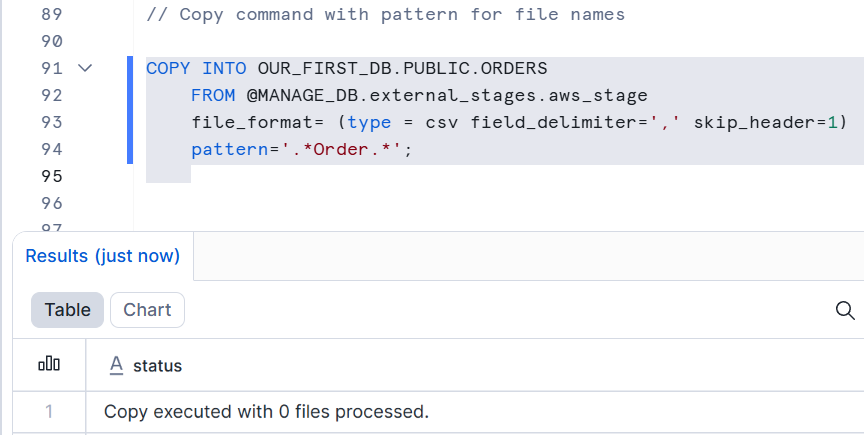 89 // Copy command with pattern for file names
90
91 COPY INTO OUR_FIRST_DB.PUBLIC.ORDERS
92 FROM @MANAGE_DB.external_stages.aws_stage
93 file_format= (type = csv field_delimiter=',' skip_header=1)
94 pattern='.*Order.*';
95
96
97
Results (just now)
Table Chart
A status
1 Copy executed with 0 files processed.